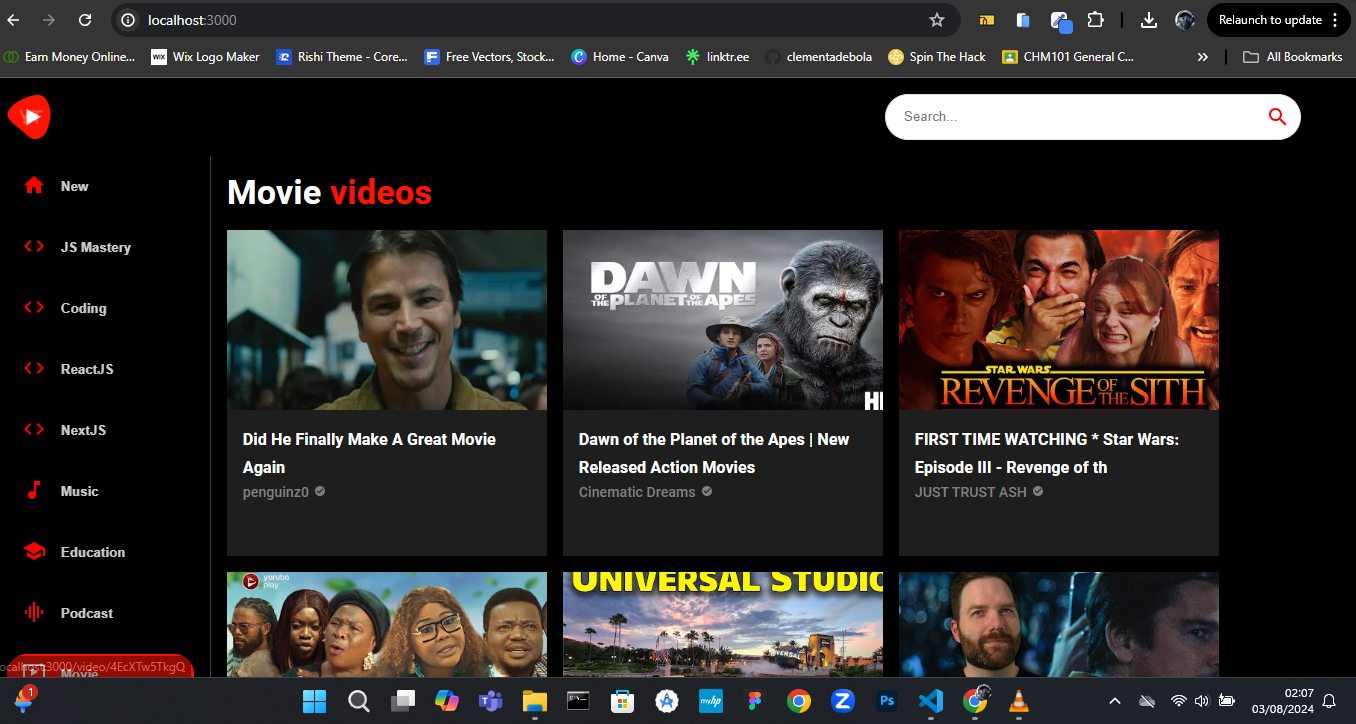 localhost:3000
Relaunch to update
Earn Money Online...
WiX
Wix Logo Maker
Rishi Theme - Core...
Free Vectors, Stock...
Home - Canva
linktr.ee
clementadebola
Spin The Hack
CHM101 General C...
All Bookmarks
Search...
New
JS Mastery
Coding
ReactJS
NextJS
Music
Education
Podcast
Movie
Movie videos
DAWN
OF THE PLANET OF THE APES
STAR WARS
REVENGE OF THE SITH
Did He Finally Make A Great Movie
Again
penguinz0
Dawn of the Planet of the Apes | New
Released Action Movies
Cinematic Dreams
FIRST TIME WATCHING * Star Wars:
Episode III - Revenge of th
JUST TRUST ASH
yoruba
play
UNIVERSAL STUDIO
ocalhost:3000/video/4EcXTw5TkgQ
1
myhp
Z
Ps
02:07
03/08/2024